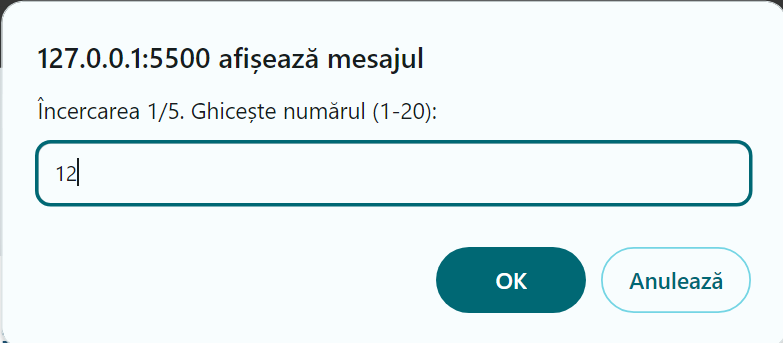 127.0.0.1:5500 afișează mesajul
Încercarea 1/5. Ghicește numărul (1-20):
12
OK
Anulează